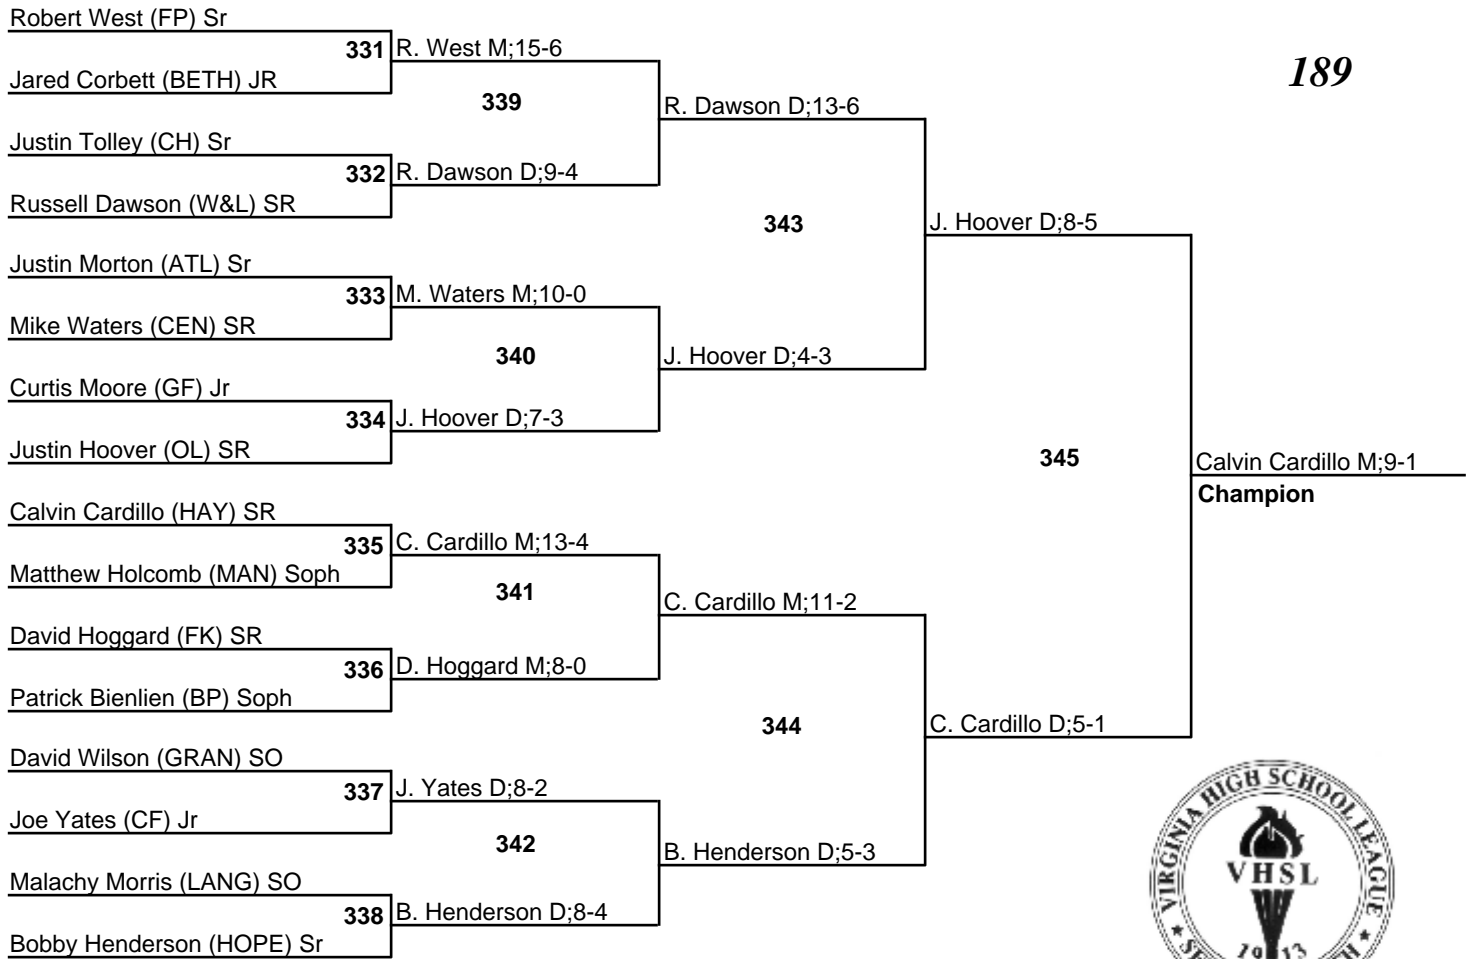 Robert West (FP) Sr
331 R. West M;15-6
Jared Corbett (BETH) JR
189
339
R. Dawson D;13-6
Justin Tolley (CH) Sr
332 R. Dawson D;9-4
Russell Dawson (W&L) SR
343
J. Hoover D;8-5
Justin Morton (ATL) Sr
333 M. Waters M;10-0
Mike Waters (CEN) SR
340
J. Hoover D;4-3
Curtis Moore (GF) Jr
334 J. Hoover D;7-3
Justin Hoover (OL) SR
345
Calvin Cardillo M;9-1
Champion
Calvin Cardillo (HAY) SR
335 C. Cardillo M;13-4
Matthew Holcomb (MAN) Soph
341
C. Cardillo M;11-2
David Hoggard (FK) SR
336 D. Hoggard M;8-0
Patrick Bienlien (BP) Soph
344
C. Cardillo D;5-1
David Wilson (GRAN) SO
337 J. Yates D;8-2
Joe Yates (CF) Jr
342
B. Henderson D;5-3
Malachy Morris (LANG) SO
338 B. Henderson D;8-4
Bobby Henderson (HOPE) Sr
VIRGINIA HIGH SCHOOL LEAGUE
VHSL
1913